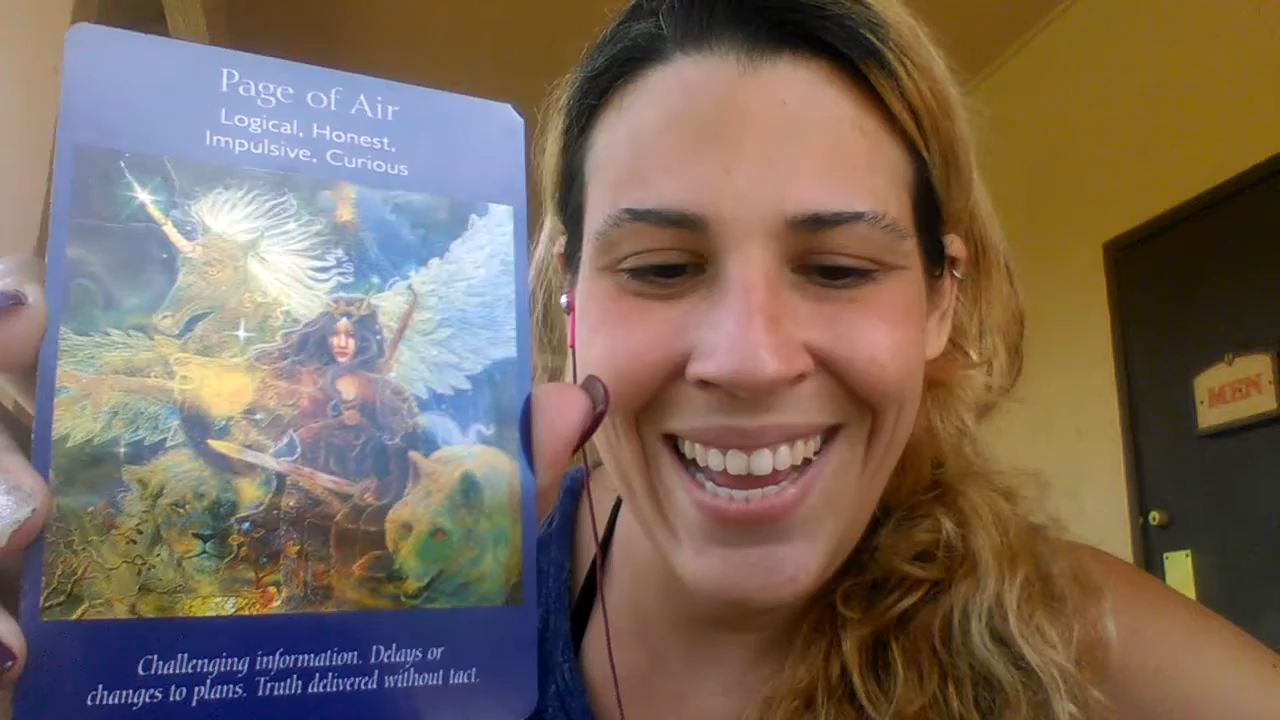 Page of Air
Logical, Honest,
Impulsive, Curious
Challenging information. Delays or
changes to plans. Truth delivered without tact.
MEN